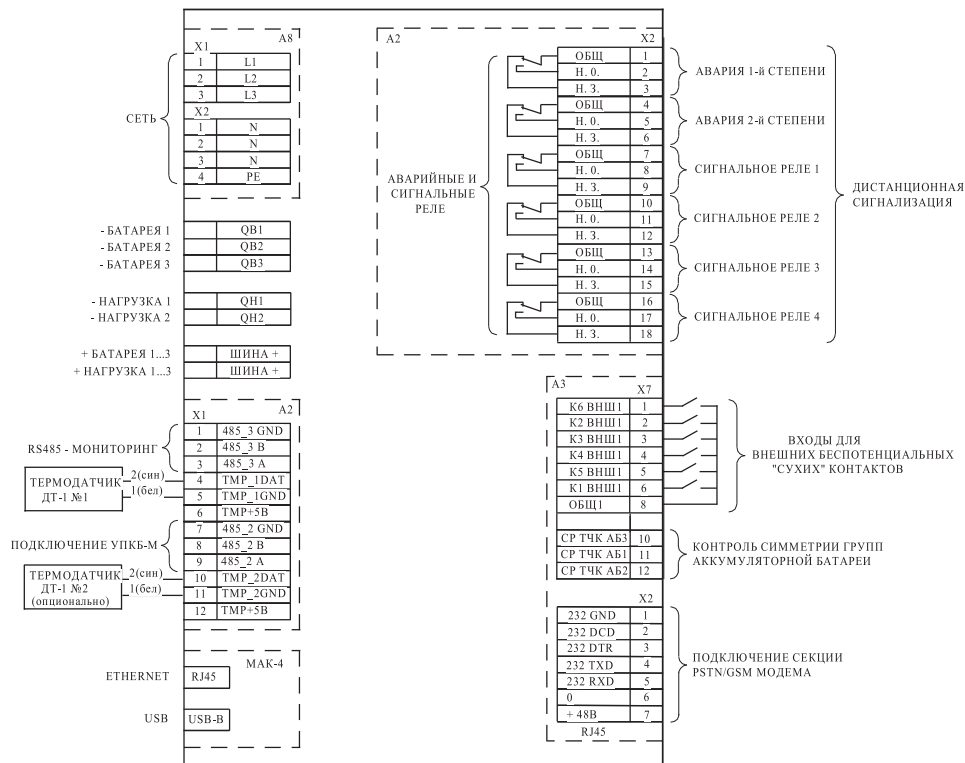 A8
X1
1 L1
2 L2
3 L3
X2
1 N
2 N
3 N
4 PE
СЕТЬ
- БАТАРЕЯ 1 QB1
- БАТАРЕЯ 2 QB2
- БАТАРЕЯ 3 QB3
- НАГРУЗКА 1 QH1
- НАГРУЗКА 2 QH2
+ БАТАРЕЯ 1...3 ШИНА +
+ НАГРУЗКА 1...3 ШИНА +
A2
X1
1 485_3 GND
2 485_3 B
3 485_3 A
4 TMP_1DAT
5 TMP_1GND
6 TMP+5B
7 485_2 GND
8 485_2 B
9 485_2 A
10 TMP_2DAT
11 TMP_2GND
12 TMP+5B
RS485 - МОНИТОРИНГ
ТЕРМОДАТЧИК
ДТ-1 №1
2(син)
1(бел)
ПОДКЛЮЧЕНИЕ УПКБ-М
ТЕРМОДАТЧИК
ДТ-1 №2
(опционально)
2(син)
1(бел)
МАК-4
ETHERNET RJ45
USB USB-B
A2
X2
ОБЩ 1
Н. О. 2
Н. З. 3
ОБЩ 4
Н. О. 5
Н. З. 6
ОБЩ 7
Н. О. 8
Н. З. 9
ОБЩ 10
Н. О. 11
Н. З. 12
ОБЩ 13
Н. О. 14
Н. З. 15
ОБЩ 16
Н. О. 17
Н. З. 18
АВАРИЙНЫЕ И
СИГНАЛЬНЫЕ
РЕЛЕ
АВАРИЯ 1-й СТЕПЕНИ
АВАРИЯ 2-й СТЕПЕНИ
СИГНАЛЬНОЕ РЕЛЕ 1
СИГНАЛЬНОЕ РЕЛЕ 2
СИГНАЛЬНОЕ РЕЛЕ 3
СИГНАЛЬНОЕ РЕЛЕ 4
ДИСТАНЦИОННАЯ
СИГНАЛИЗАЦИЯ
A3
X7
К6 ВНШ1 1
К2 ВНШ1 2
К3 ВНШ1 3
К4 ВНШ1 4
К5 ВНШ1 5
К1 ВНШ1 6
ОБЩ1 8
СР ТЧК АБ3 10
СР ТЧК АБ1 11
СР ТЧК АБ2 12
ВХОДЫ ДЛЯ
ВНЕШНИХ БЕСПОТЕНЦИАЛЬНЫХ
"СУХИХ" КОНТАКТОВ
КОНТРОЛЬ СИММЕТРИИ ГРУПП
АККУМУЛЯТОРНОЙ БАТАРЕИ
X2
232 GND 1
232 DCD 2
232 DTR 3
232 TXD 4
232 RXD 5
0 6
+ 48В 7
RJ45
ПОДКЛЮЧЕНИЕ СЕКЦИИ
PSTN/GSM МОДЕМА